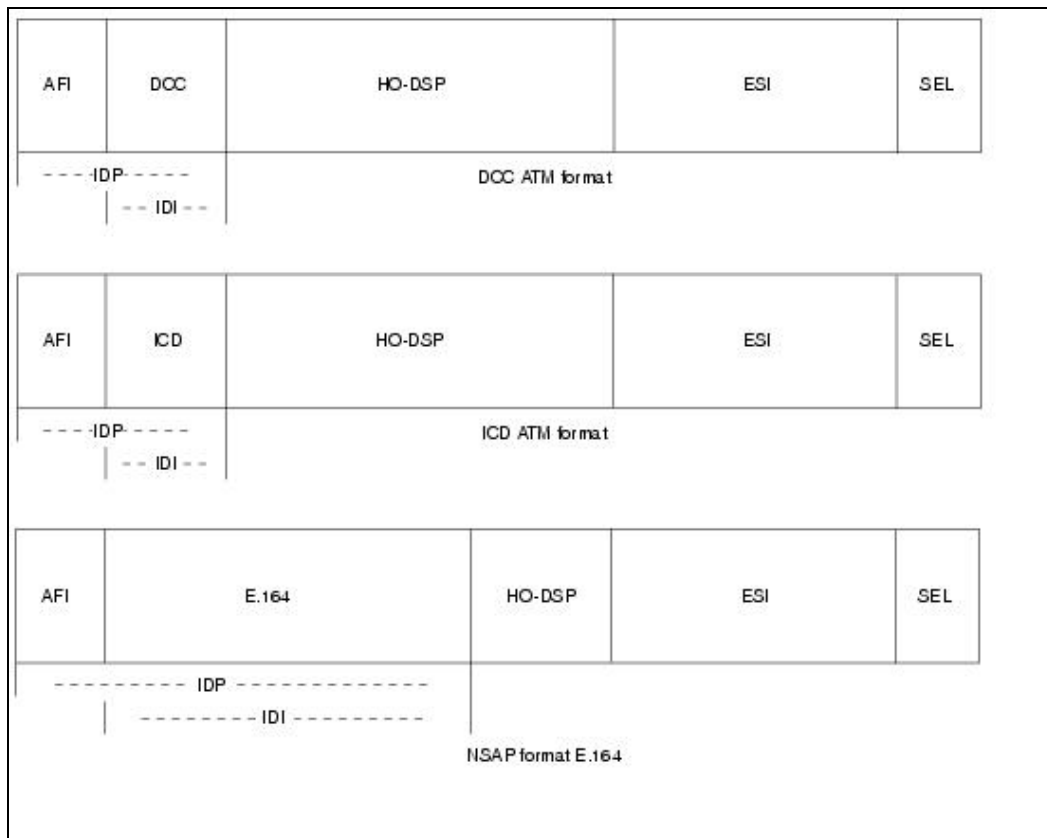 AFI DCC HO-DSP ESI SEL
IDP
DCC ATM format
IDI
AFI ICD HO-DSP ESI SEL
IDP
ICD ATM format
IDI
AFI E.164 HO-DSP ESI SEL
IDP
IDI
NSAP format E.164